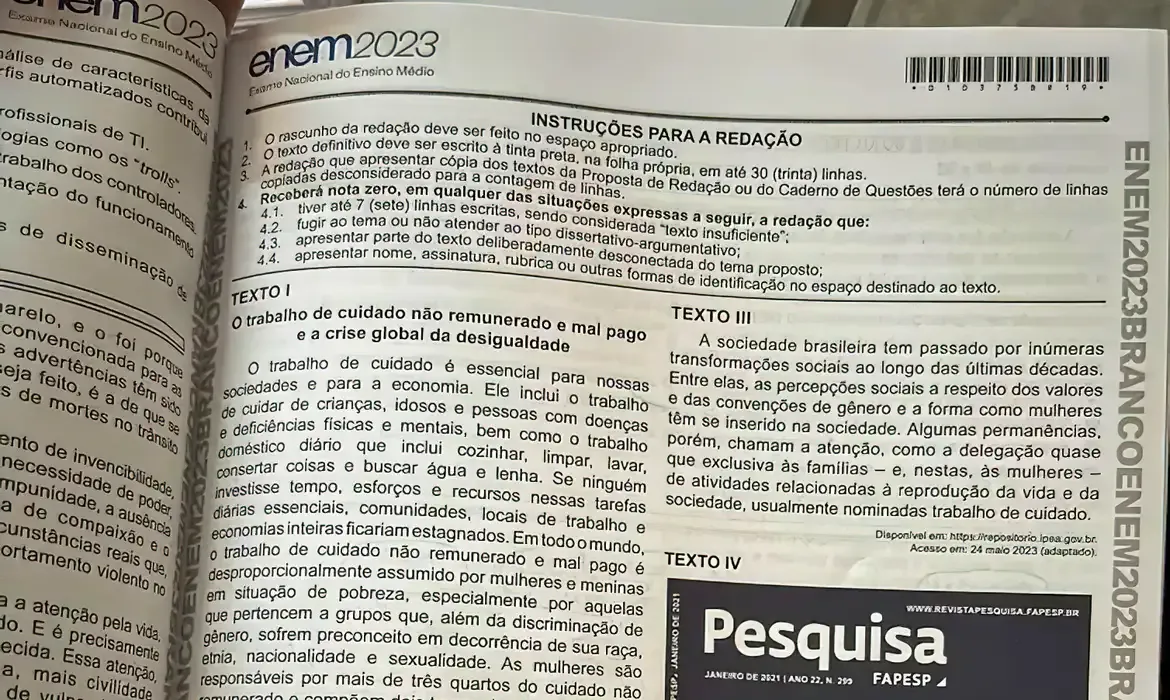 enem2023
Exame Nacional do Ensino Médio
álise de características da
fis automatizados contribui
rofissionais de TI.
ogias como os "trolls".
rabalho dos controladores.
ntação do funcionamento
s de disseminação de
arelo, e o foi porque
convencionada para as
s advertências têm sido
seja feito, é a de que se
s de mortes no trânsito
ento de invencibilidade,
necessidade de poder,
mpunidade, a ausência
a de compaixão e o
cunstâncias reais que,
ortamento violento no
a a atenção pela vida,
do. E é precisamente
ecida. Essa atenção,
a, mais civilidade
enem2023
Exame Nacional do Ensino Médio
INSTRUÇÕES PARA A REDAÇÃO
1. O rascunho da redação deve ser feito no espaço apropriado.
2. O texto definitivo deve ser escrito à tinta preta, na folha própria, em até 30 (trinta) linhas.
3. A redação que apresentar cópia dos textos da Proposta de Redação ou do Caderno de Questões terá o número de linhas
copiadas desconsiderado para a contagem de linhas.
4. Receberá nota zero, em qualquer das situações expressas a seguir, a redação que:
4.1. tiver até 7 (sete) linhas escritas, sendo considerada "texto insuficiente";
4.2. fugir ao tema ou não atender ao tipo dissertativo-argumentativo;
4.3. apresentar parte do texto deliberadamente desconectada do tema proposto;
4.4. apresentar nome, assinatura, rubrica ou outras formas de identificação no espaço destinado ao texto.
TEXTO I
O trabalho de cuidado não remunerado e mal pago
e a crise global da desigualdade
O trabalho de cuidado é essencial para nossas
sociedades e para a economia. Ele inclui o trabalho
de cuidar de crianças, idosos e pessoas com doenças
e deficiências físicas e mentais, bem como o trabalho
doméstico diário que inclui cozinhar, limpar, lavar,
consertar coisas e buscar água e lenha. Se ninguém
investisse tempo, esforços e recursos nessas tarefas
diárias essenciais, comunidades, locais de trabalho e
economias inteiras ficariam estagnados. Em todo o mundo,
o trabalho de cuidado não remunerado e mal pago é
desproporcionalmente assumido por mulheres e meninas
em situação de pobreza, especialmente por aquelas
que pertencem a grupos que, além da discriminação de
gênero, sofrem preconceito em decorrência de sua raça,
etnia, nacionalidade e sexualidade. As mulheres são
responsáveis por mais de três quartos do cuidado não
TEXTO III
A sociedade brasileira tem passado por inúmeras
transformações sociais ao longo das últimas décadas.
Entre elas, as percepções sociais a respeito dos valores
e das convenções de gênero e a forma como mulheres
têm se inserido na sociedade. Algumas permanências,
porém, chamam a atenção, como a delegação quase
que exclusiva às famílias – e, nestas, às mulheres –
de atividades relacionadas à reprodução da vida e da
sociedade, usualmente nominadas trabalho de cuidado.
Disponível em: https://repositorio.ipea.gov.br.
Acesso em: 24 maio 2023 (adaptado).
TEXTO IV
WWW.REVISTAPESQUISA.FAPESP.BR
Pesquisa
JANEIRO DE 2021 | ANO 22, N. 299 FAPESP
JANEIRO DE 2021
ENEM2023BRANCOENEM2023BRA